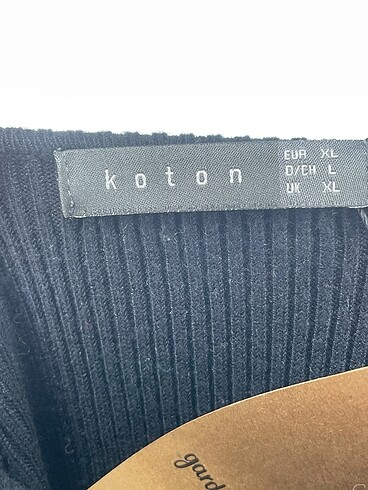 koton
EUR XL
D/CH L
UK XL
gard